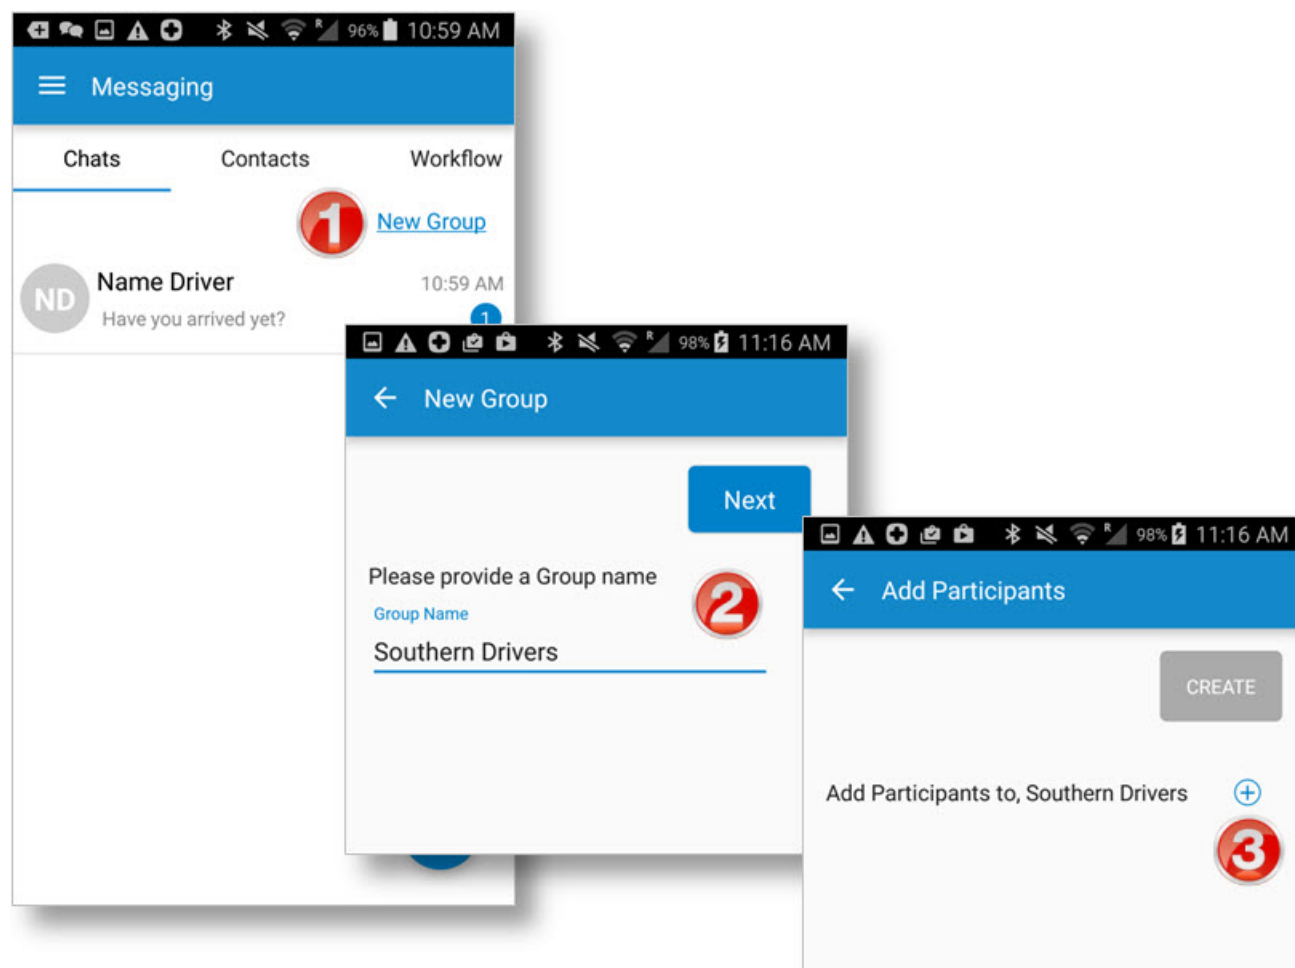 R 96% 10:59 AM
Messaging
Chats Contacts Workflow
1 New Group
Name Driver 10:59 AM
ND
Have you arrived yet? 1
R 98% 11:16 AM
New Group
Next
Please provide a Group name
2
Group Name
Southern Drivers
R 98% 11:16 AM
Add Participants
CREATE
Add Participants to, Southern Drivers
3